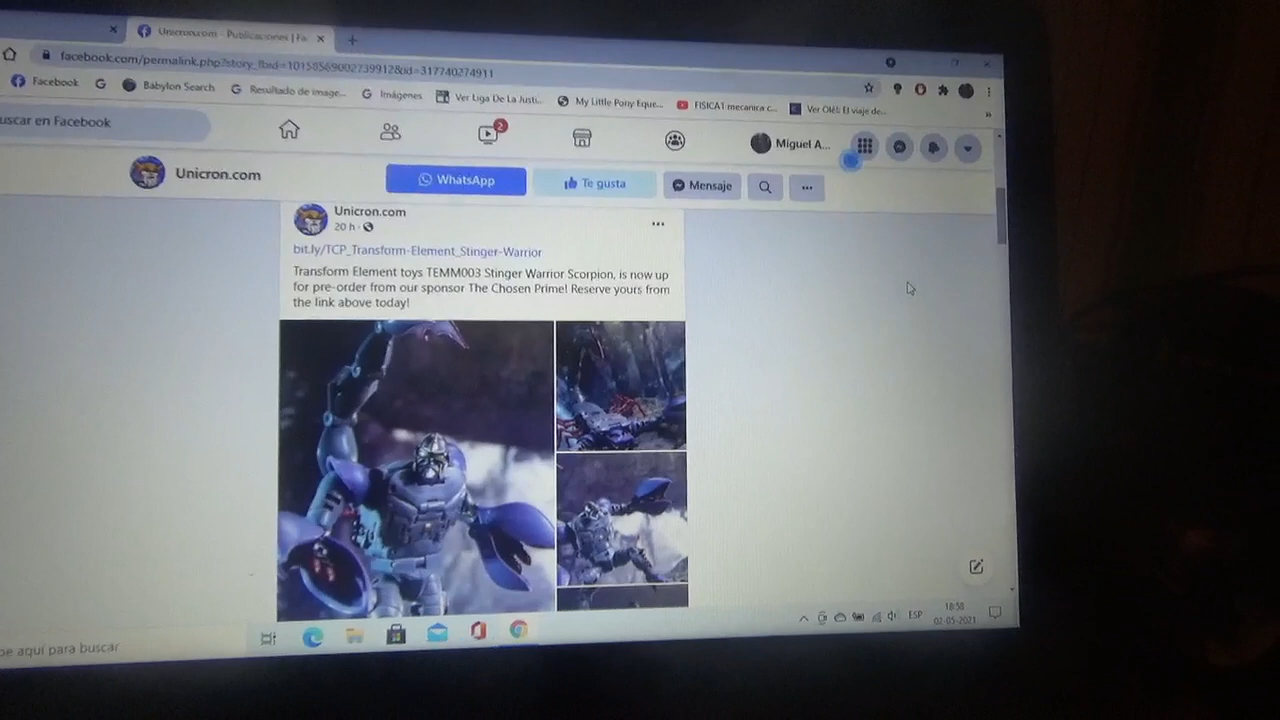 Unicron.com - Publicaciones | Fa
facebook.com/permalink.php?story_fbid=10158569002739912&id=317740274911
Facebook
Babylon Search
Resultado de image...
Imágenes
Ver Liga De La Justi...
My Little Pony Eque...
FISICA1 mecanica c...
Ver Olé!: El viaje de...
»
uscar en Facebook
2
Miguel A...
Unicron.com
WhatsApp
Te gusta
Mensaje
...
Unicron.com
20 h ·
...
bit.ly/TCP_Transform-Element_Stinger-Warrior
Transform Element toys TEMM003 Stinger Warrior Scorpion, is now up
for pre-order from our sponsor The Chosen Prime! Reserve yours from
the link above today!
be aquí para buscar
ESP
18:58
02-05-2021